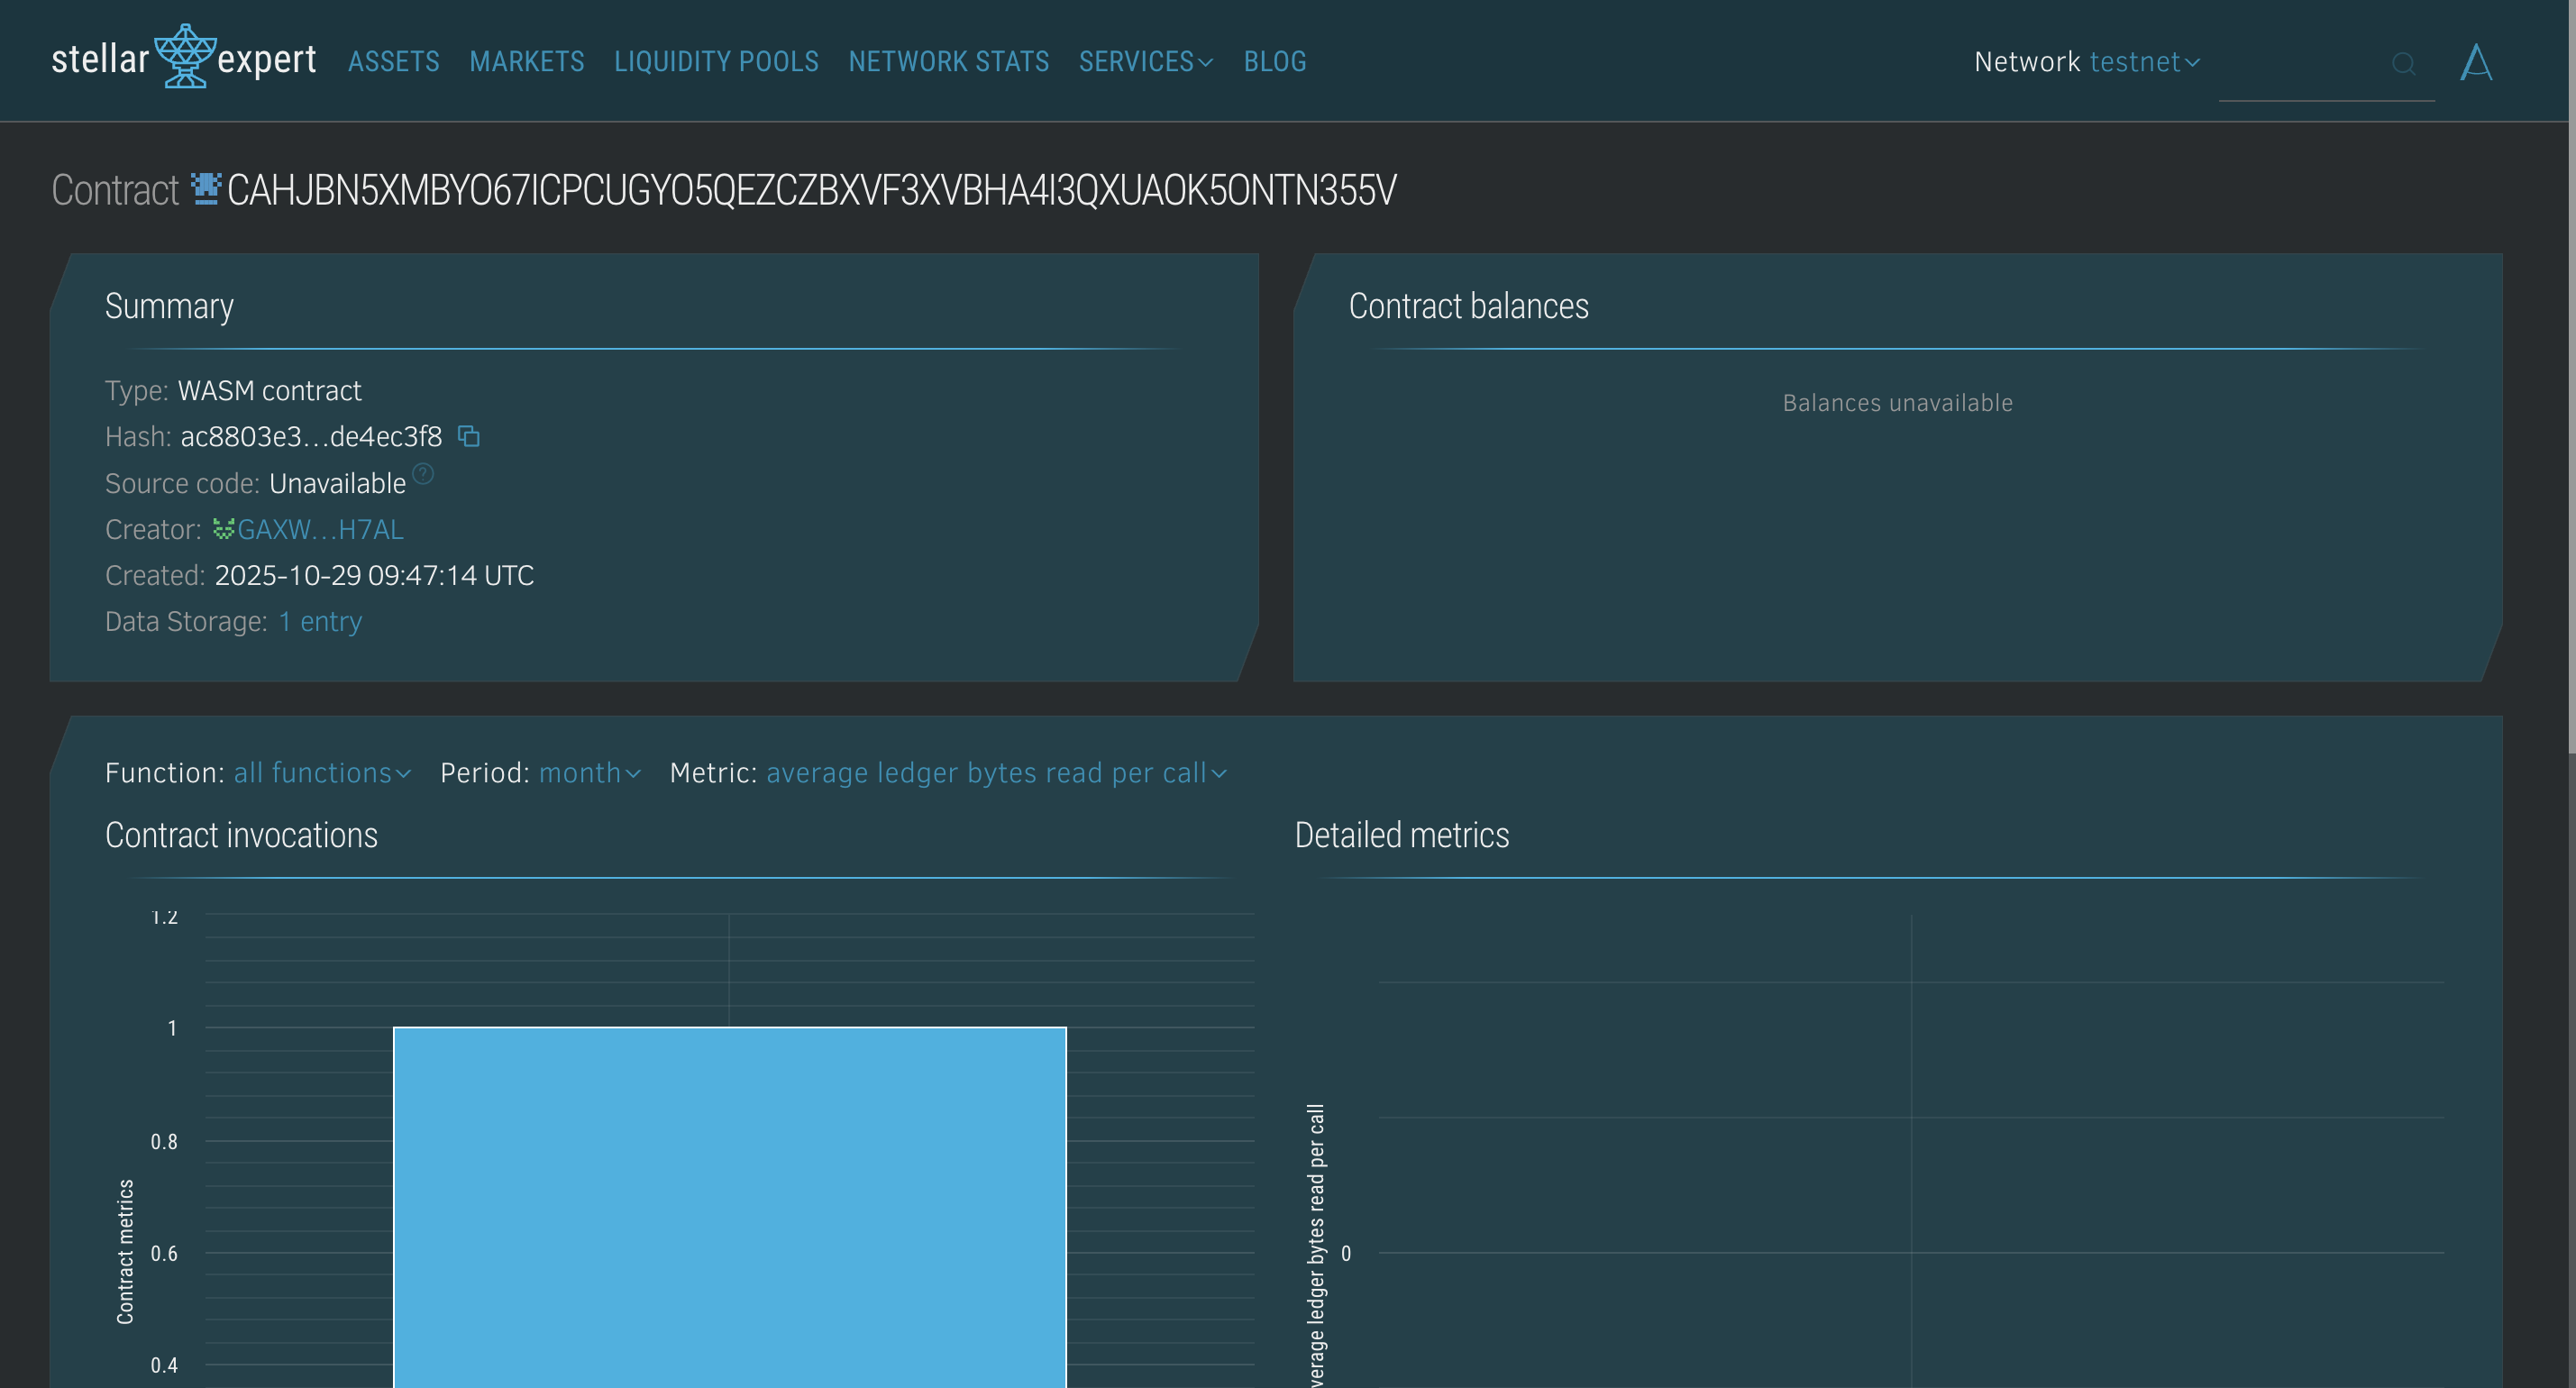 stellar expert ASSETS MARKETS LIQUIDITY POOLS NETWORK STATS SERVICES BLOG Network testnet
Contract CAHJBN5XMBYO67ICPCUGYO5QEZCZBXVF3XVBHA4I3QXUAOK5ONTN355V
Summary
Type: WASM contract
Hash: ac8803e3...de4ec3f8
Source code: Unavailable ?
Creator: GAXW...H7AL
Created: 2025-10-29 09:47:14 UTC
Data Storage: 1 entry
Contract balances
Balances unavailable
Function: all functions Period: month Metric: average ledger bytes read per call
Contract invocations
1.2
1
0.8
0.6
0.4
Contract metrics
Detailed metrics
0
verage ledger bytes read per call